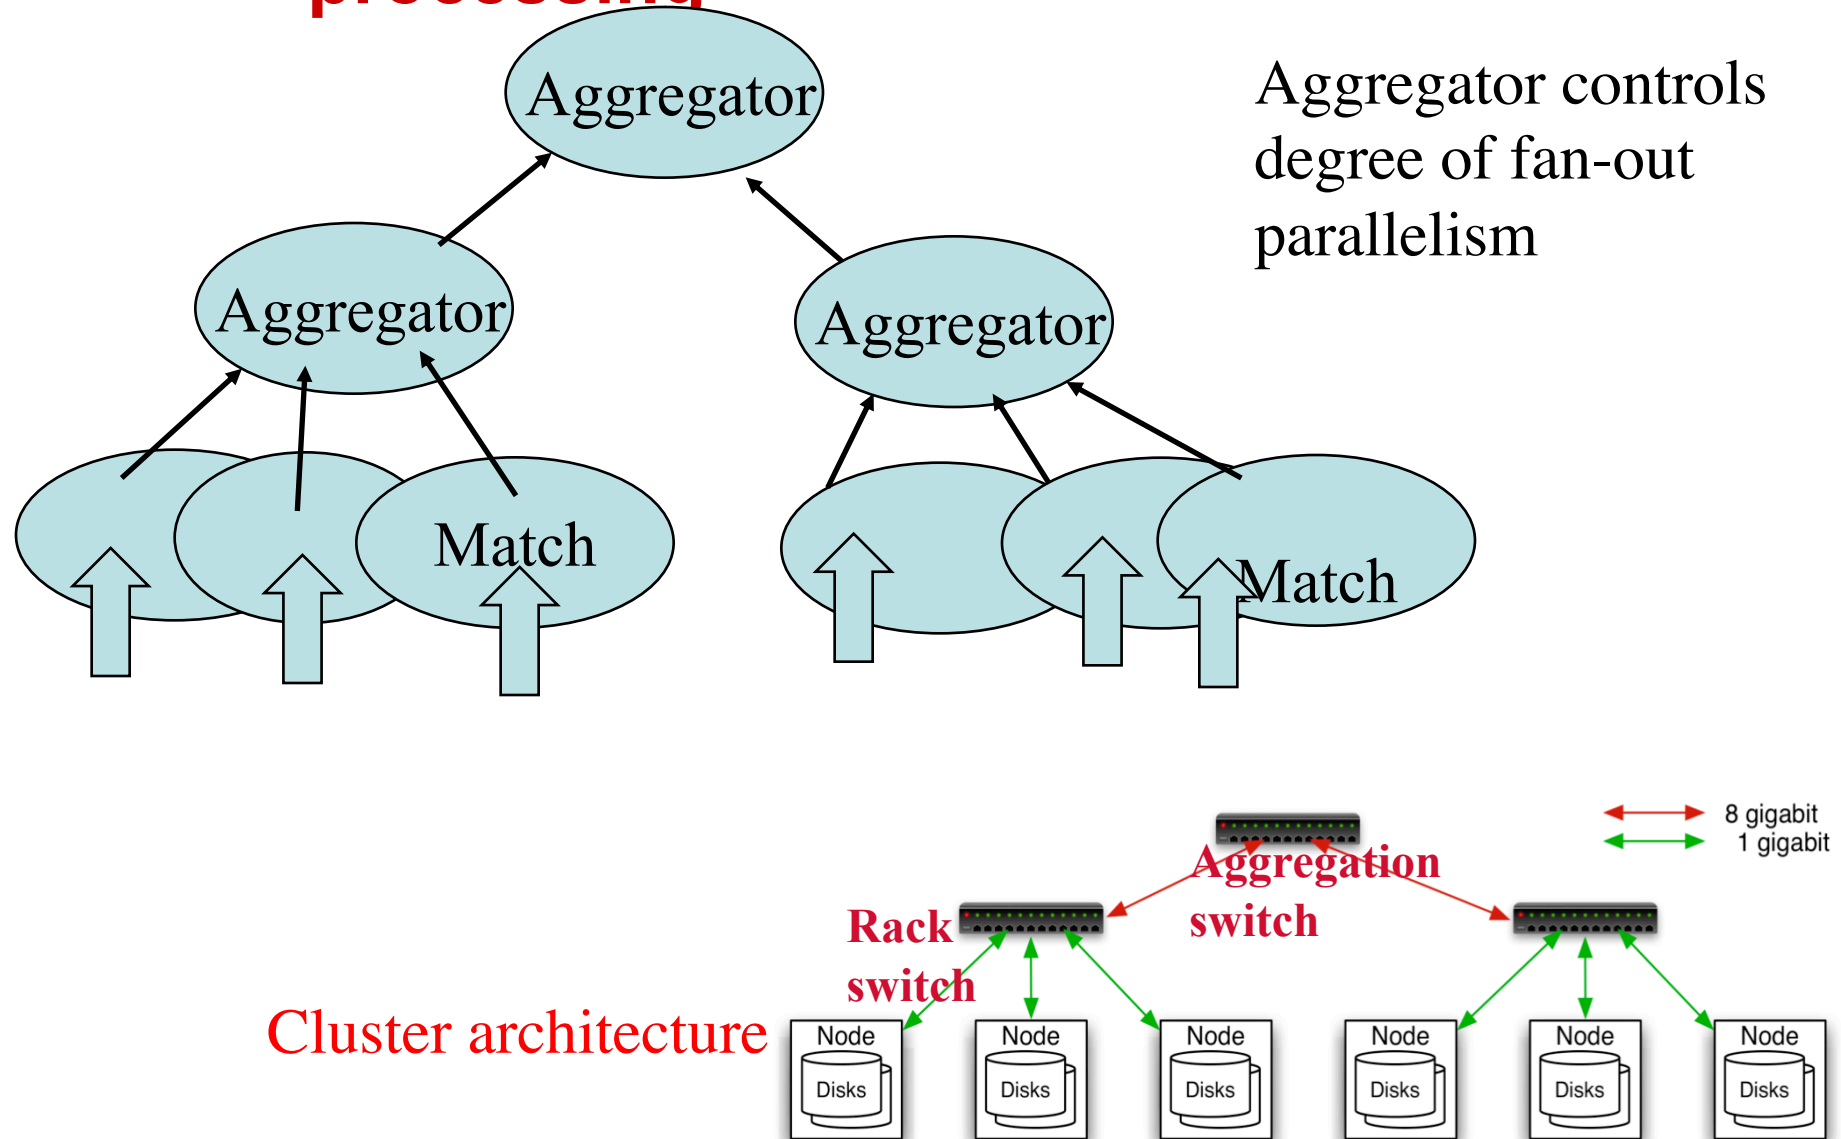 processing
Aggregator
Aggregator controls
degree of fan-out
parallelism
Aggregator
Aggregator
Match
Match
8 gigabit
1 gigabit
Aggregation
switch
Rack
switch
Cluster architecture
Node
Node
Node
Node
Node
Node
Disks
Disks
Disks
Disks
Disks
Disks